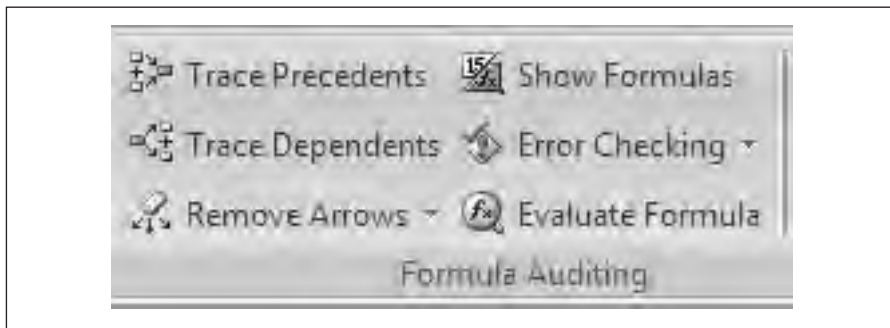 Trace Precedents Show Formulas
Trace Dependents Error Checking
Remove Arrows Evaluate Formula
Formula Auditing